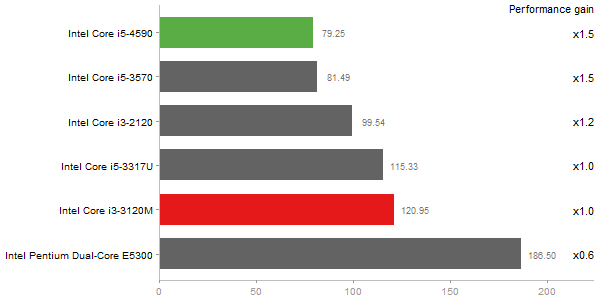 Performance gain
Intel Core i5-4590 79.25 x1.5
Intel Core i5-3570 81.49 x1.5
Intel Core i3-2120 99.54 x1.2
Intel Core i5-3317U 115.33 x1.0
Intel Core i3-3120M 120.95 x1.0
Intel Pentium Dual-Core E5300 186.50 x0.6
0 50 100 150 200